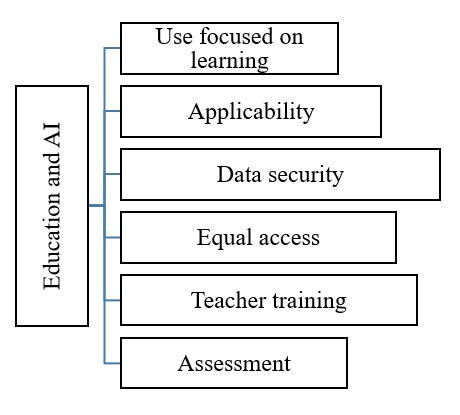 Education and AI
Use focused on
learning
Applicability
Data security
Equal access
Teacher training
Assessment